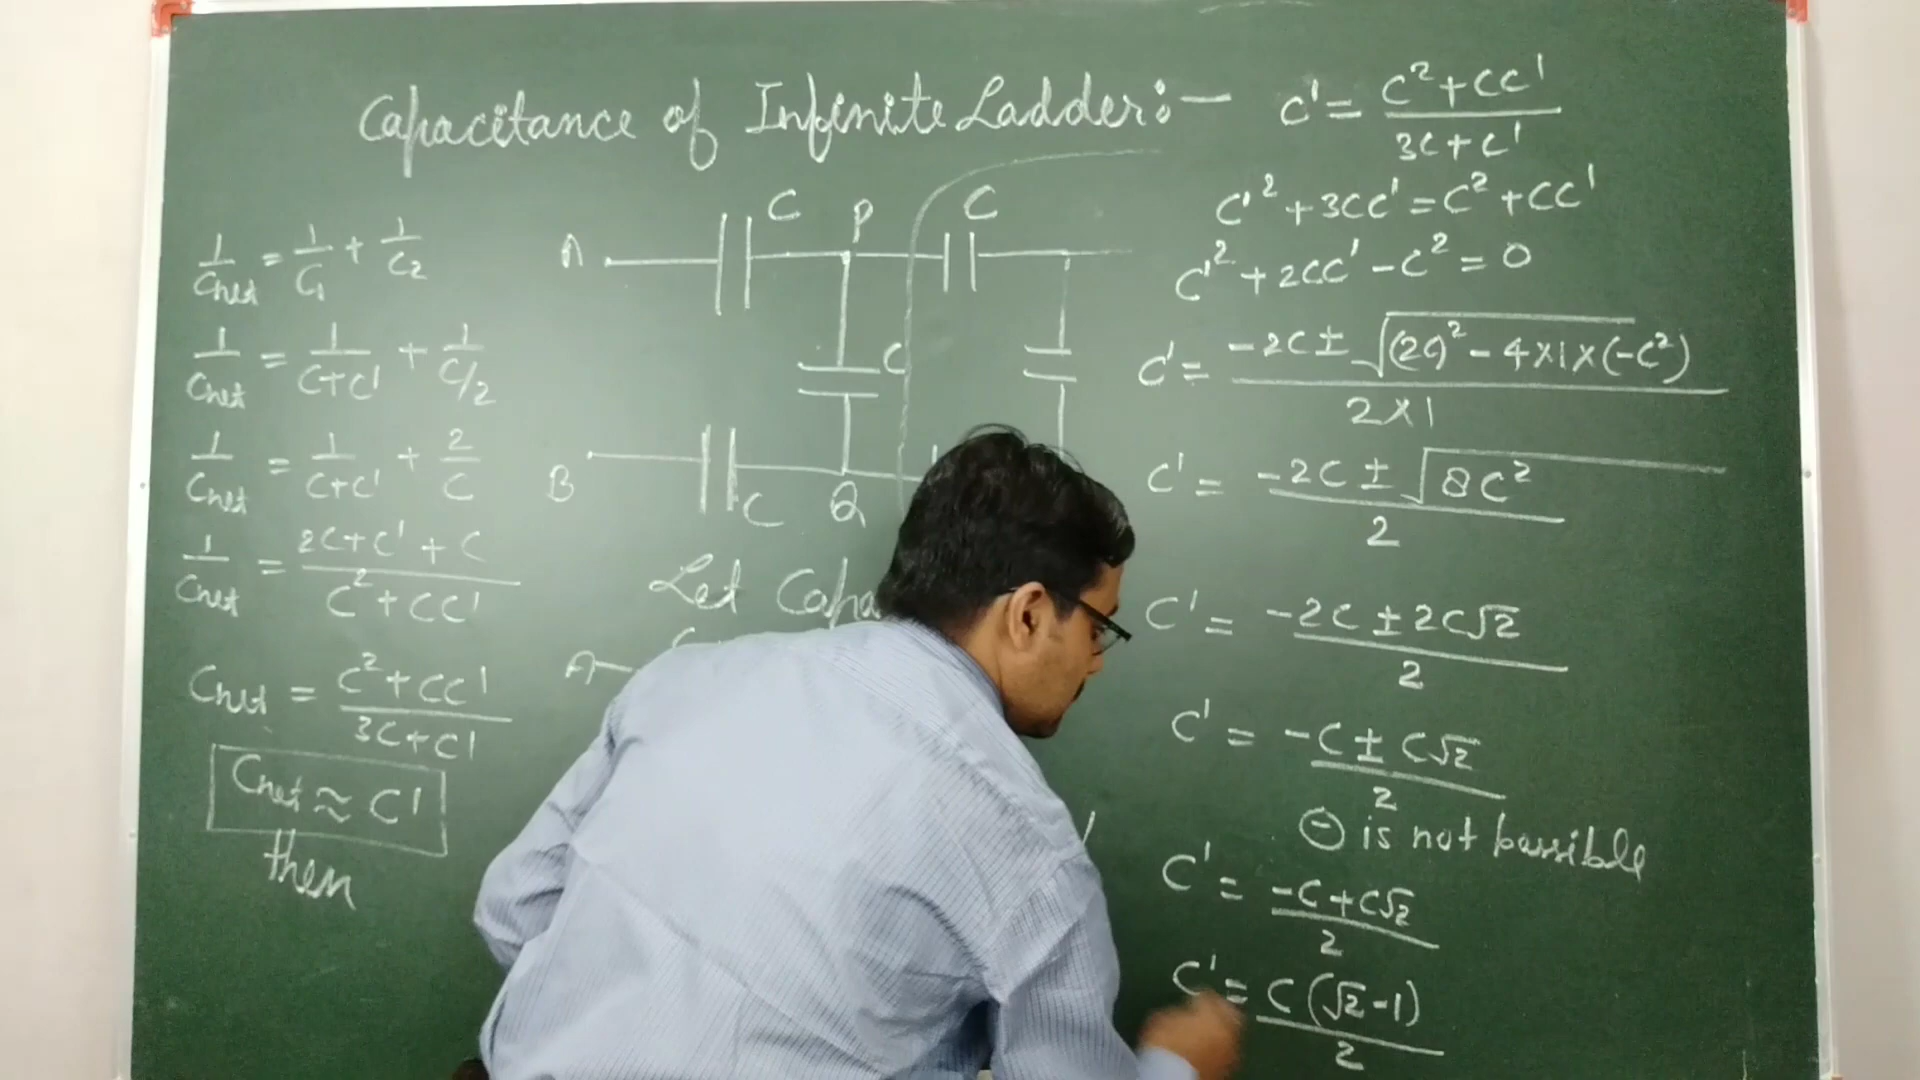 Capacitance of Infinite Ladder:-
1/Cnet = 1/C1 + 1/C2
1/Cnet = 1/C+C' + 1/C/2
1/Cnet = 1/C+C' + 2/C
1/Cnet = 2C+C'+C/C²+CC'
Cnet = C²+CC'/3C+C'
Cnet ≈ C'
then
C P C
A
C
B C Q
Let
A
C' = C²+CC'/3C+C'
C'²+3CC' = C²+CC'
C'²+2CC'-C² = 0
C' = -2C±√(2C)²-4×1×(-C²)/2×1
C' = -2C±√8C²/2
C' = -2C±2C√2/2
C' = -C±C√2/2
⊖ is not possible
C' = -C+C√2/2
C' = C(√2-1)/2